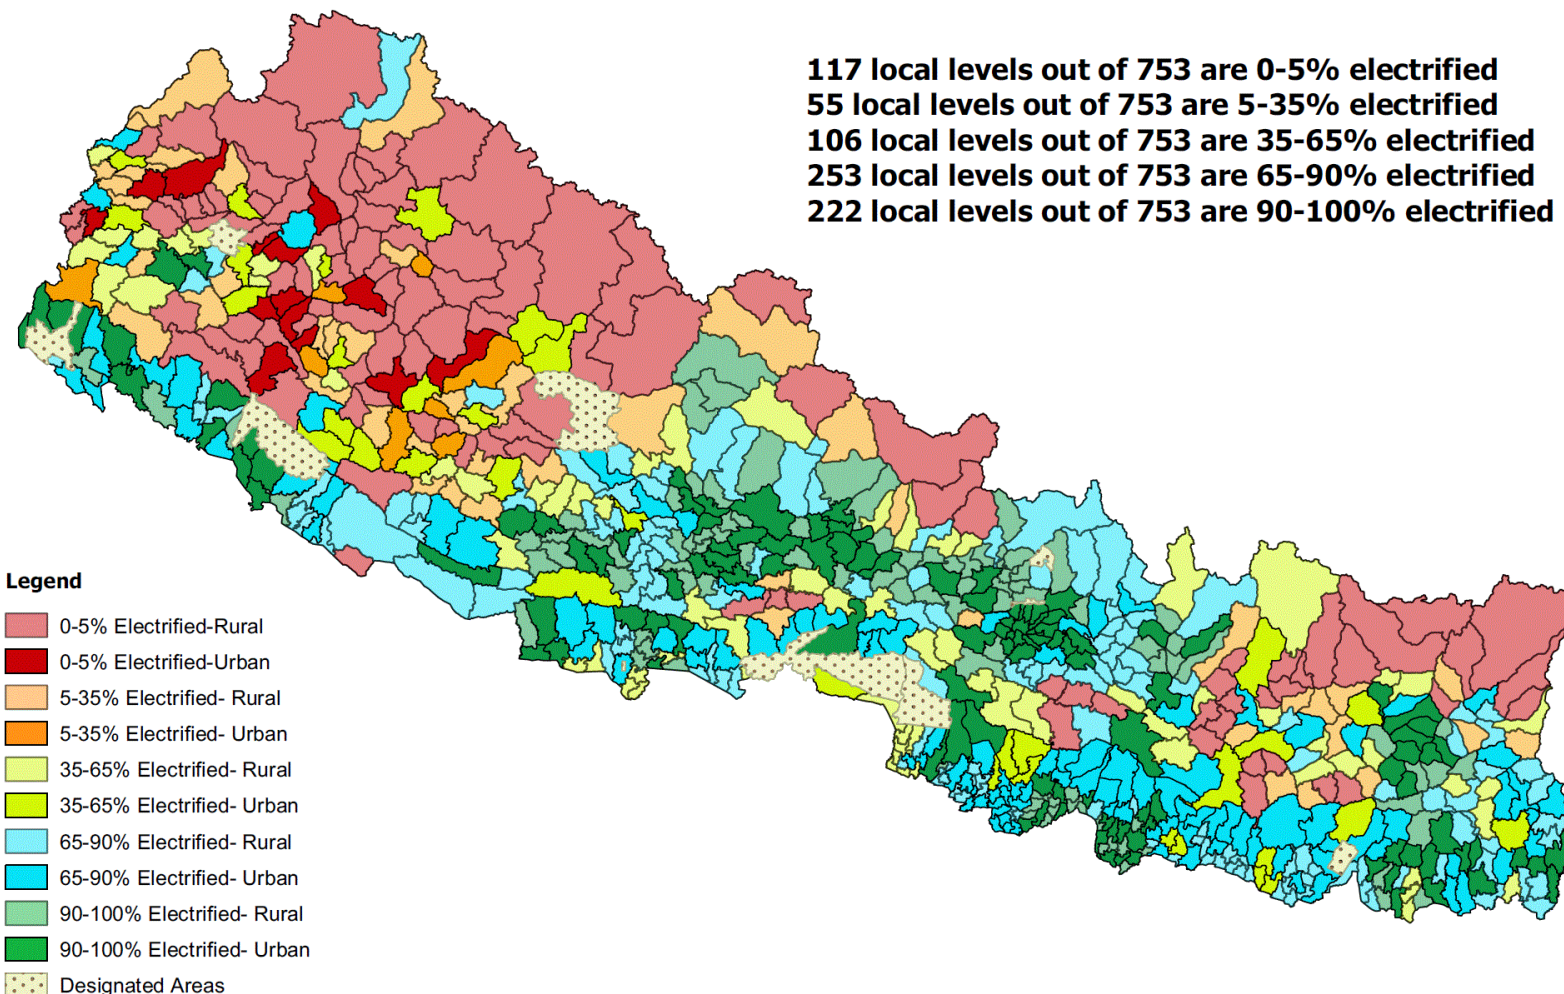 117 local levels out of 753 are 0-5% electrified
55 local levels out of 753 are 5-35% electrified
106 local levels out of 753 are 35-65% electrified
253 local levels out of 753 are 65-90% electrified
222 local levels out of 753 are 90-100% electrified
Legend
0-5% Electrified-Rural
0-5% Electrified-Urban
5-35% Electrified- Rural
5-35% Electrified- Urban
35-65% Electrified- Rural
35-65% Electrified- Urban
65-90% Electrified- Rural
65-90% Electrified- Urban
90-100% Electrified- Rural
90-100% Electrified- Urban
Designated Areas